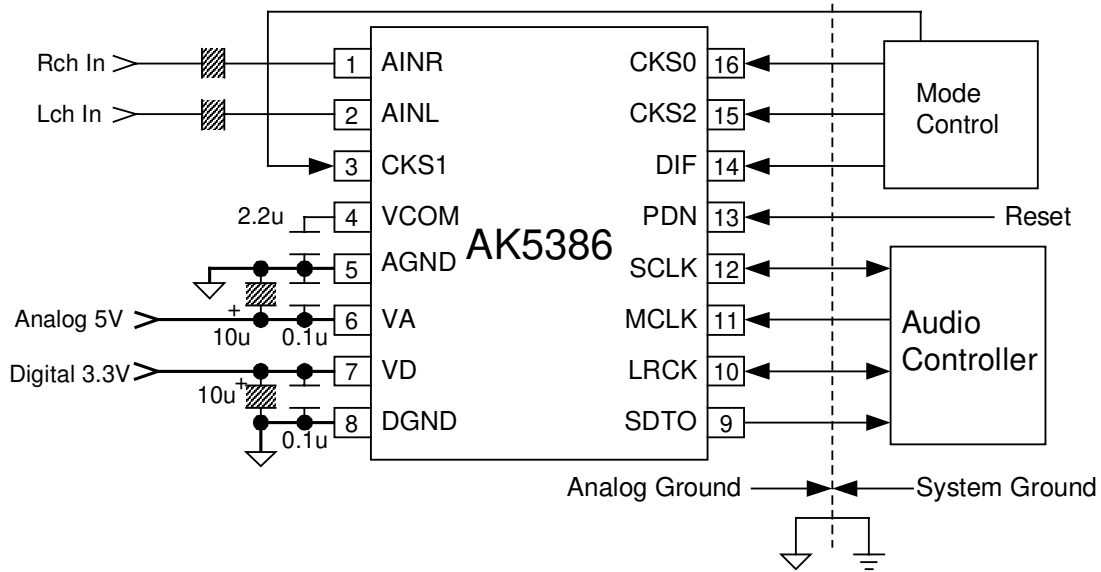 Rch In
1
AINR
CKS0
16
Mode
Control
Lch In
2
AINL
CKS2
15
3
CKS1
DIF
14
2.2u
4
VCOM
PDN
13
Reset
AK5386
5
AGND
SCLK
12
Analog 5V
+
10u
0.1u
6
VA
MCLK
11
Audio
Controller
Digital 3.3V
10u
+
7
VD
LRCK
10
0.1u
8
DGND
SDTO
9
Analog Ground
System Ground